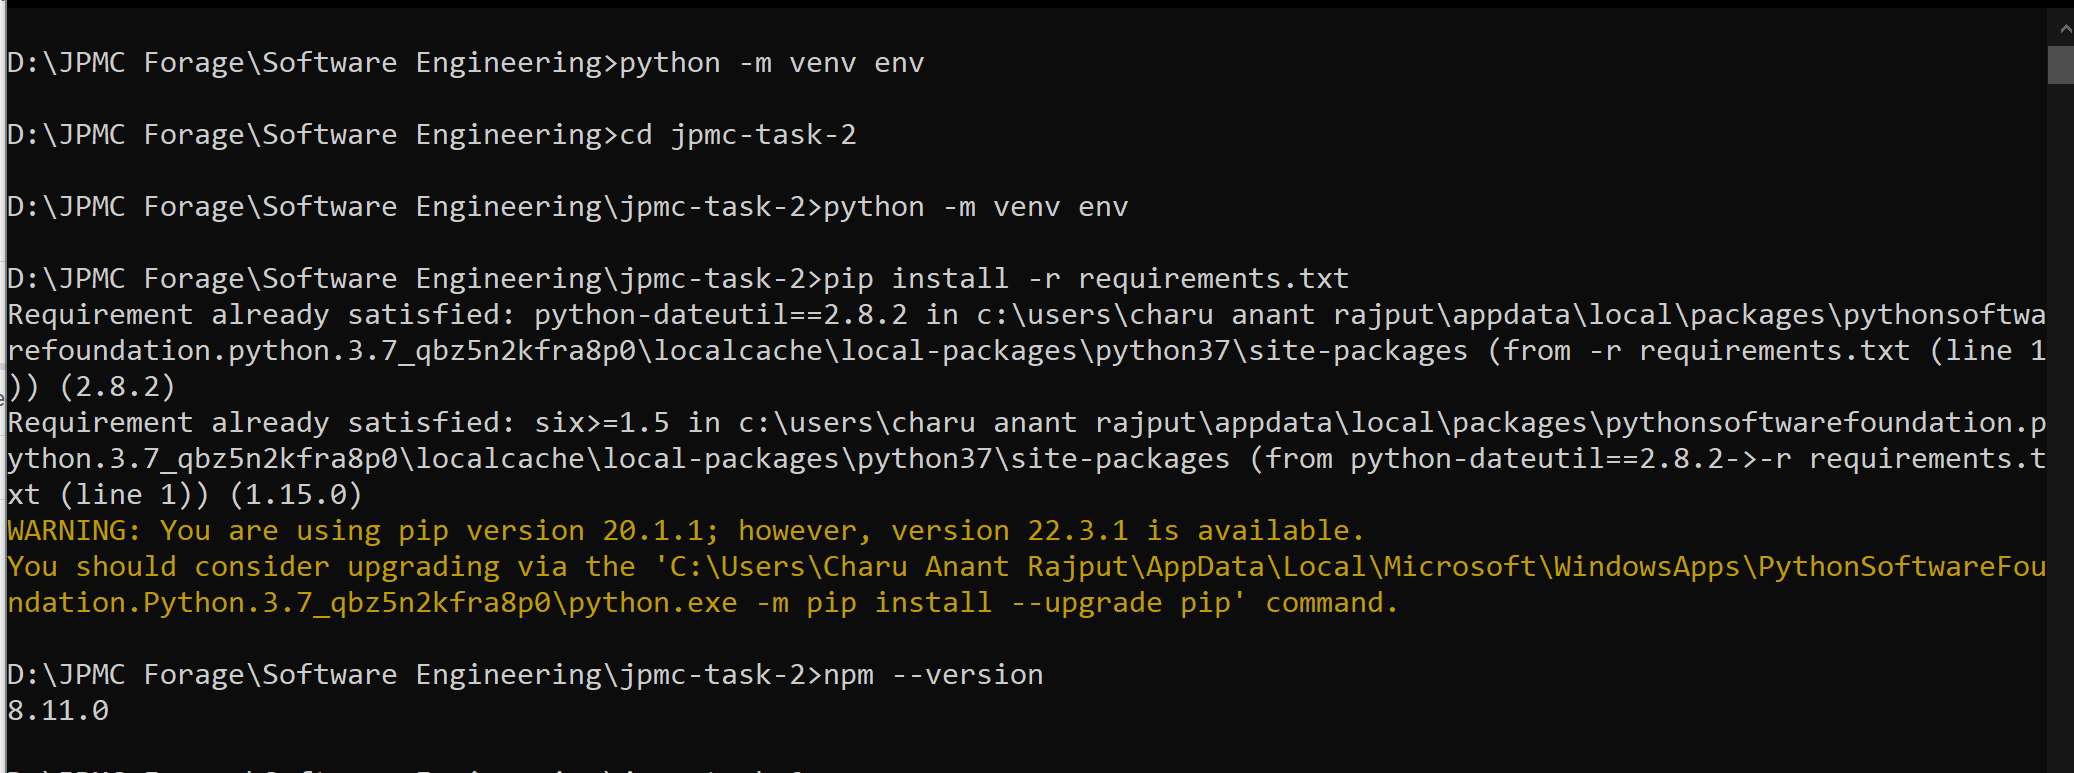 D:\JPMC Forage\Software Engineering>python -m venv env
D:\JPMC Forage\Software Engineering>cd jpmc-task-2
D:\JPMC Forage\Software Engineering\jpmc-task-2>python -m venv env
D:\JPMC Forage\Software Engineering\jpmc-task-2>pip install -r requirements.txt
Requirement already satisfied: python-dateutil==2.8.2 in c:\users\charu anant rajput\appdata\local\packages\pythonsoftwa
refoundation.python.3.7_qbz5n2kfra8p0\localcache\local-packages\python37\site-packages (from -r requirements.txt (line 1
)) (2.8.2)
Requirement already satisfied: six>=1.5 in c:\users\charu anant rajput\appdata\local\packages\pythonsoftwarefoundation.p
ython.3.7_qbz5n2kfra8p0\localcache\local-packages\python37\site-packages (from python-dateutil==2.8.2->-r requirements.t
xt (line 1)) (1.15.0)
WARNING: You are using pip version 20.1.1; however, version 22.3.1 is available.
You should consider upgrading via the 'C:\Users\Charu Anant Rajput\AppData\Local\Microsoft\WindowsApps\PythonSoftwareFou
ndation.Python.3.7_qbz5n2kfra8p0\python.exe -m pip install --upgrade pip' command.
D:\JPMC Forage\Software Engineering\jpmc-task-2>npm --version
8.11.0